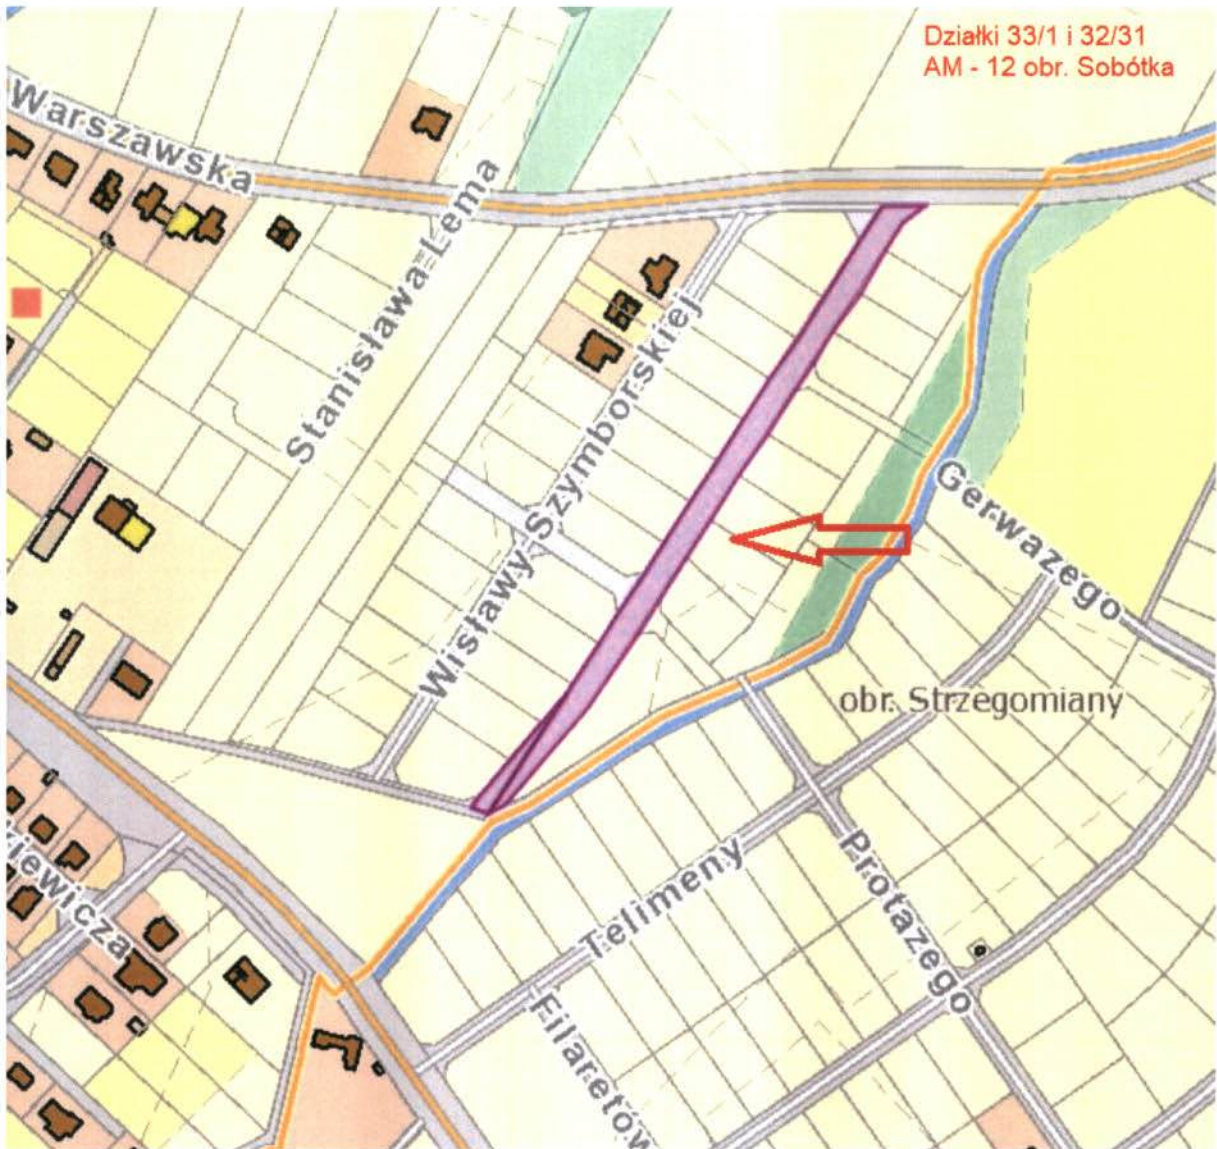 Działki 33/1 i 32/31
AM - 12 obr. Sobótka
Warszawska
Stanisława Lema
Wisławy Szymborskiej
Gerwazego
obr. Strzegomiany
Telimeny
Protazego
kiewicza
Filaretów